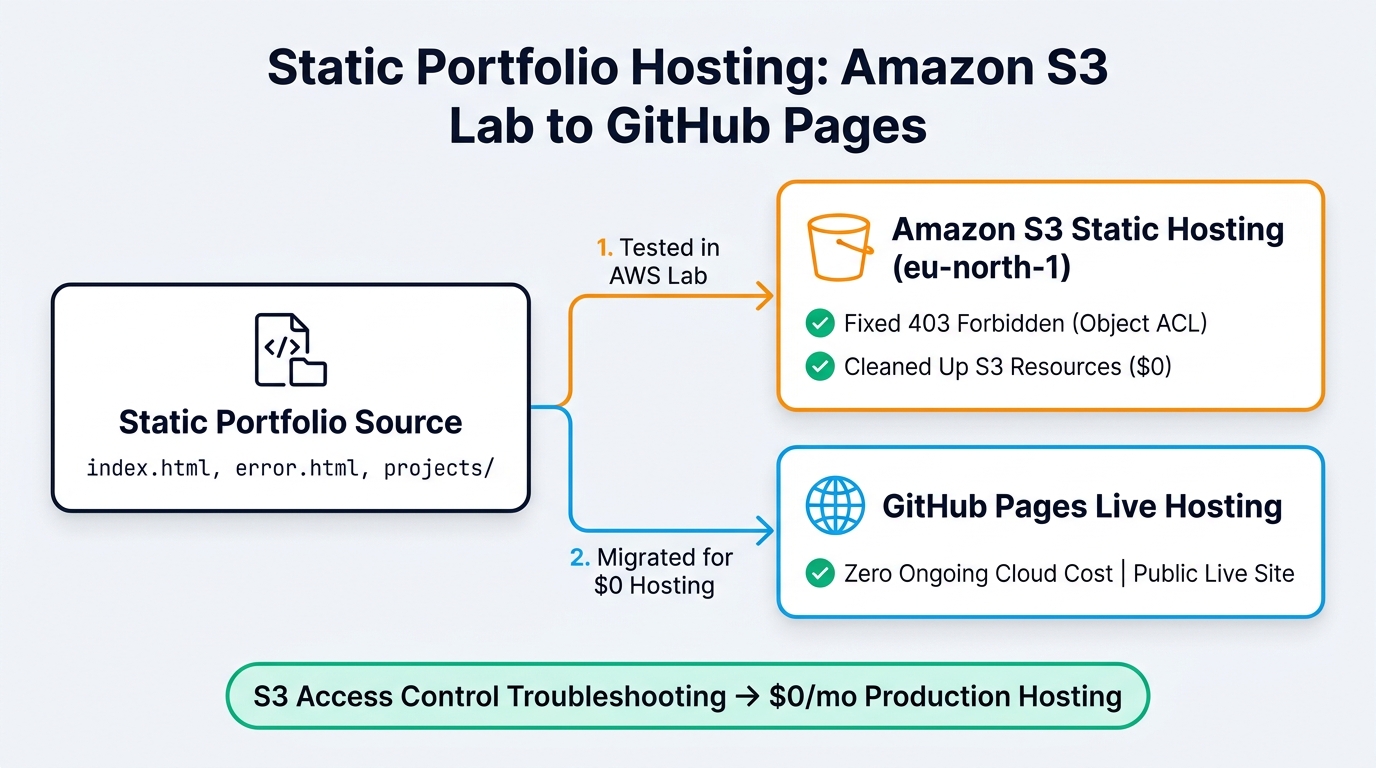 Static Portfolio Hosting: Amazon S3
Lab to GitHub Pages
1. Tested in
AWS Lab
Amazon S3 Static Hosting
(eu-north-1)
Fixed 403 Forbidden (Object ACL)
Cleaned Up S3 Resources ($0)
</>
Static Portfolio Source
index.html, error.html, projects/
GitHub Pages Live Hosting
Zero Ongoing Cloud Cost | Public Live Site
2. Migrated for
$0 Hosting
S3 Access Control Troubleshooting → $0/mo Production Hosting